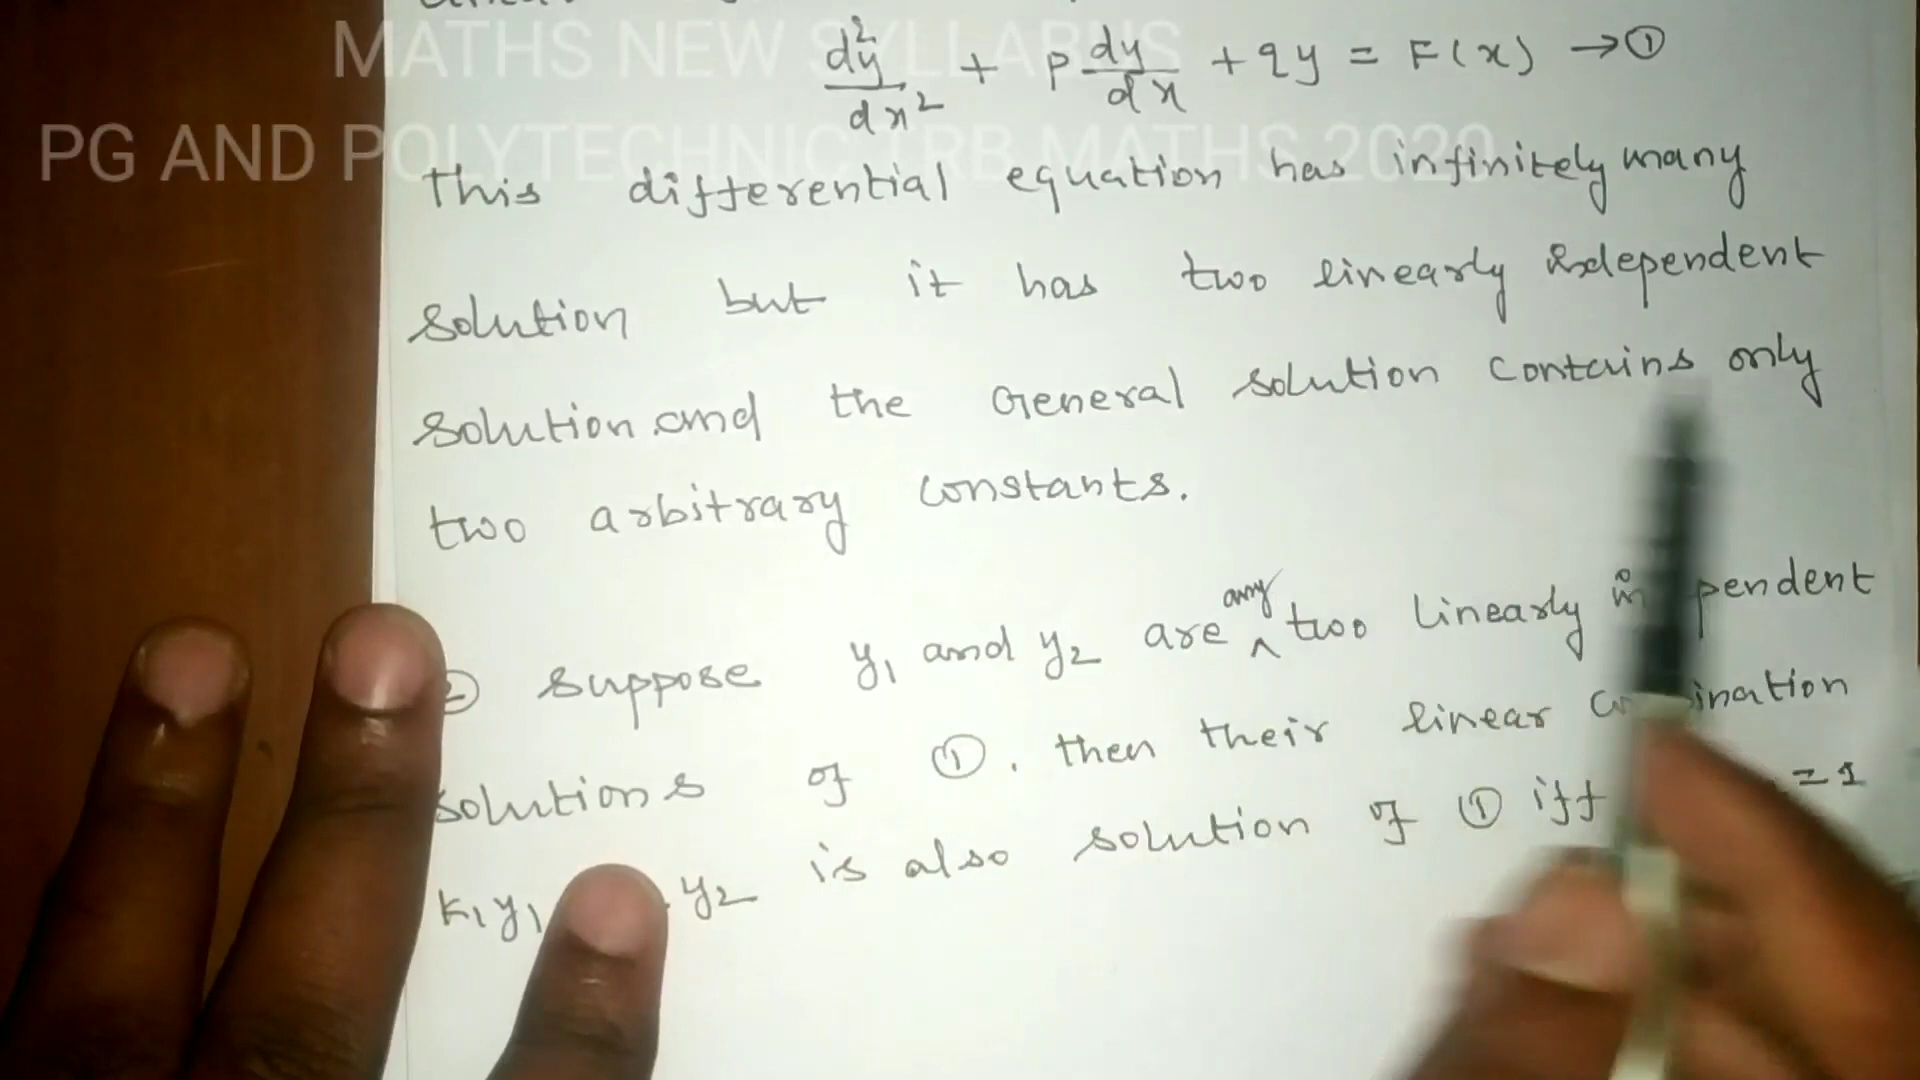 MATHS NEW SYLLABUS
d²y/dx² + p dy/dx + qy = F(x) → ①
PG AND POLYTECHNIC TRB MATHS 2020
This differential equation has infinitely many
solution but it has two linearly independent
solution and the General solution contains only
two arbitrary constants.
② suppose y₁ and y₂ are any two linearly pendent
solutions of ①. then their linear ination
k₁y₁ y₂ is also solution of ① iff = 1